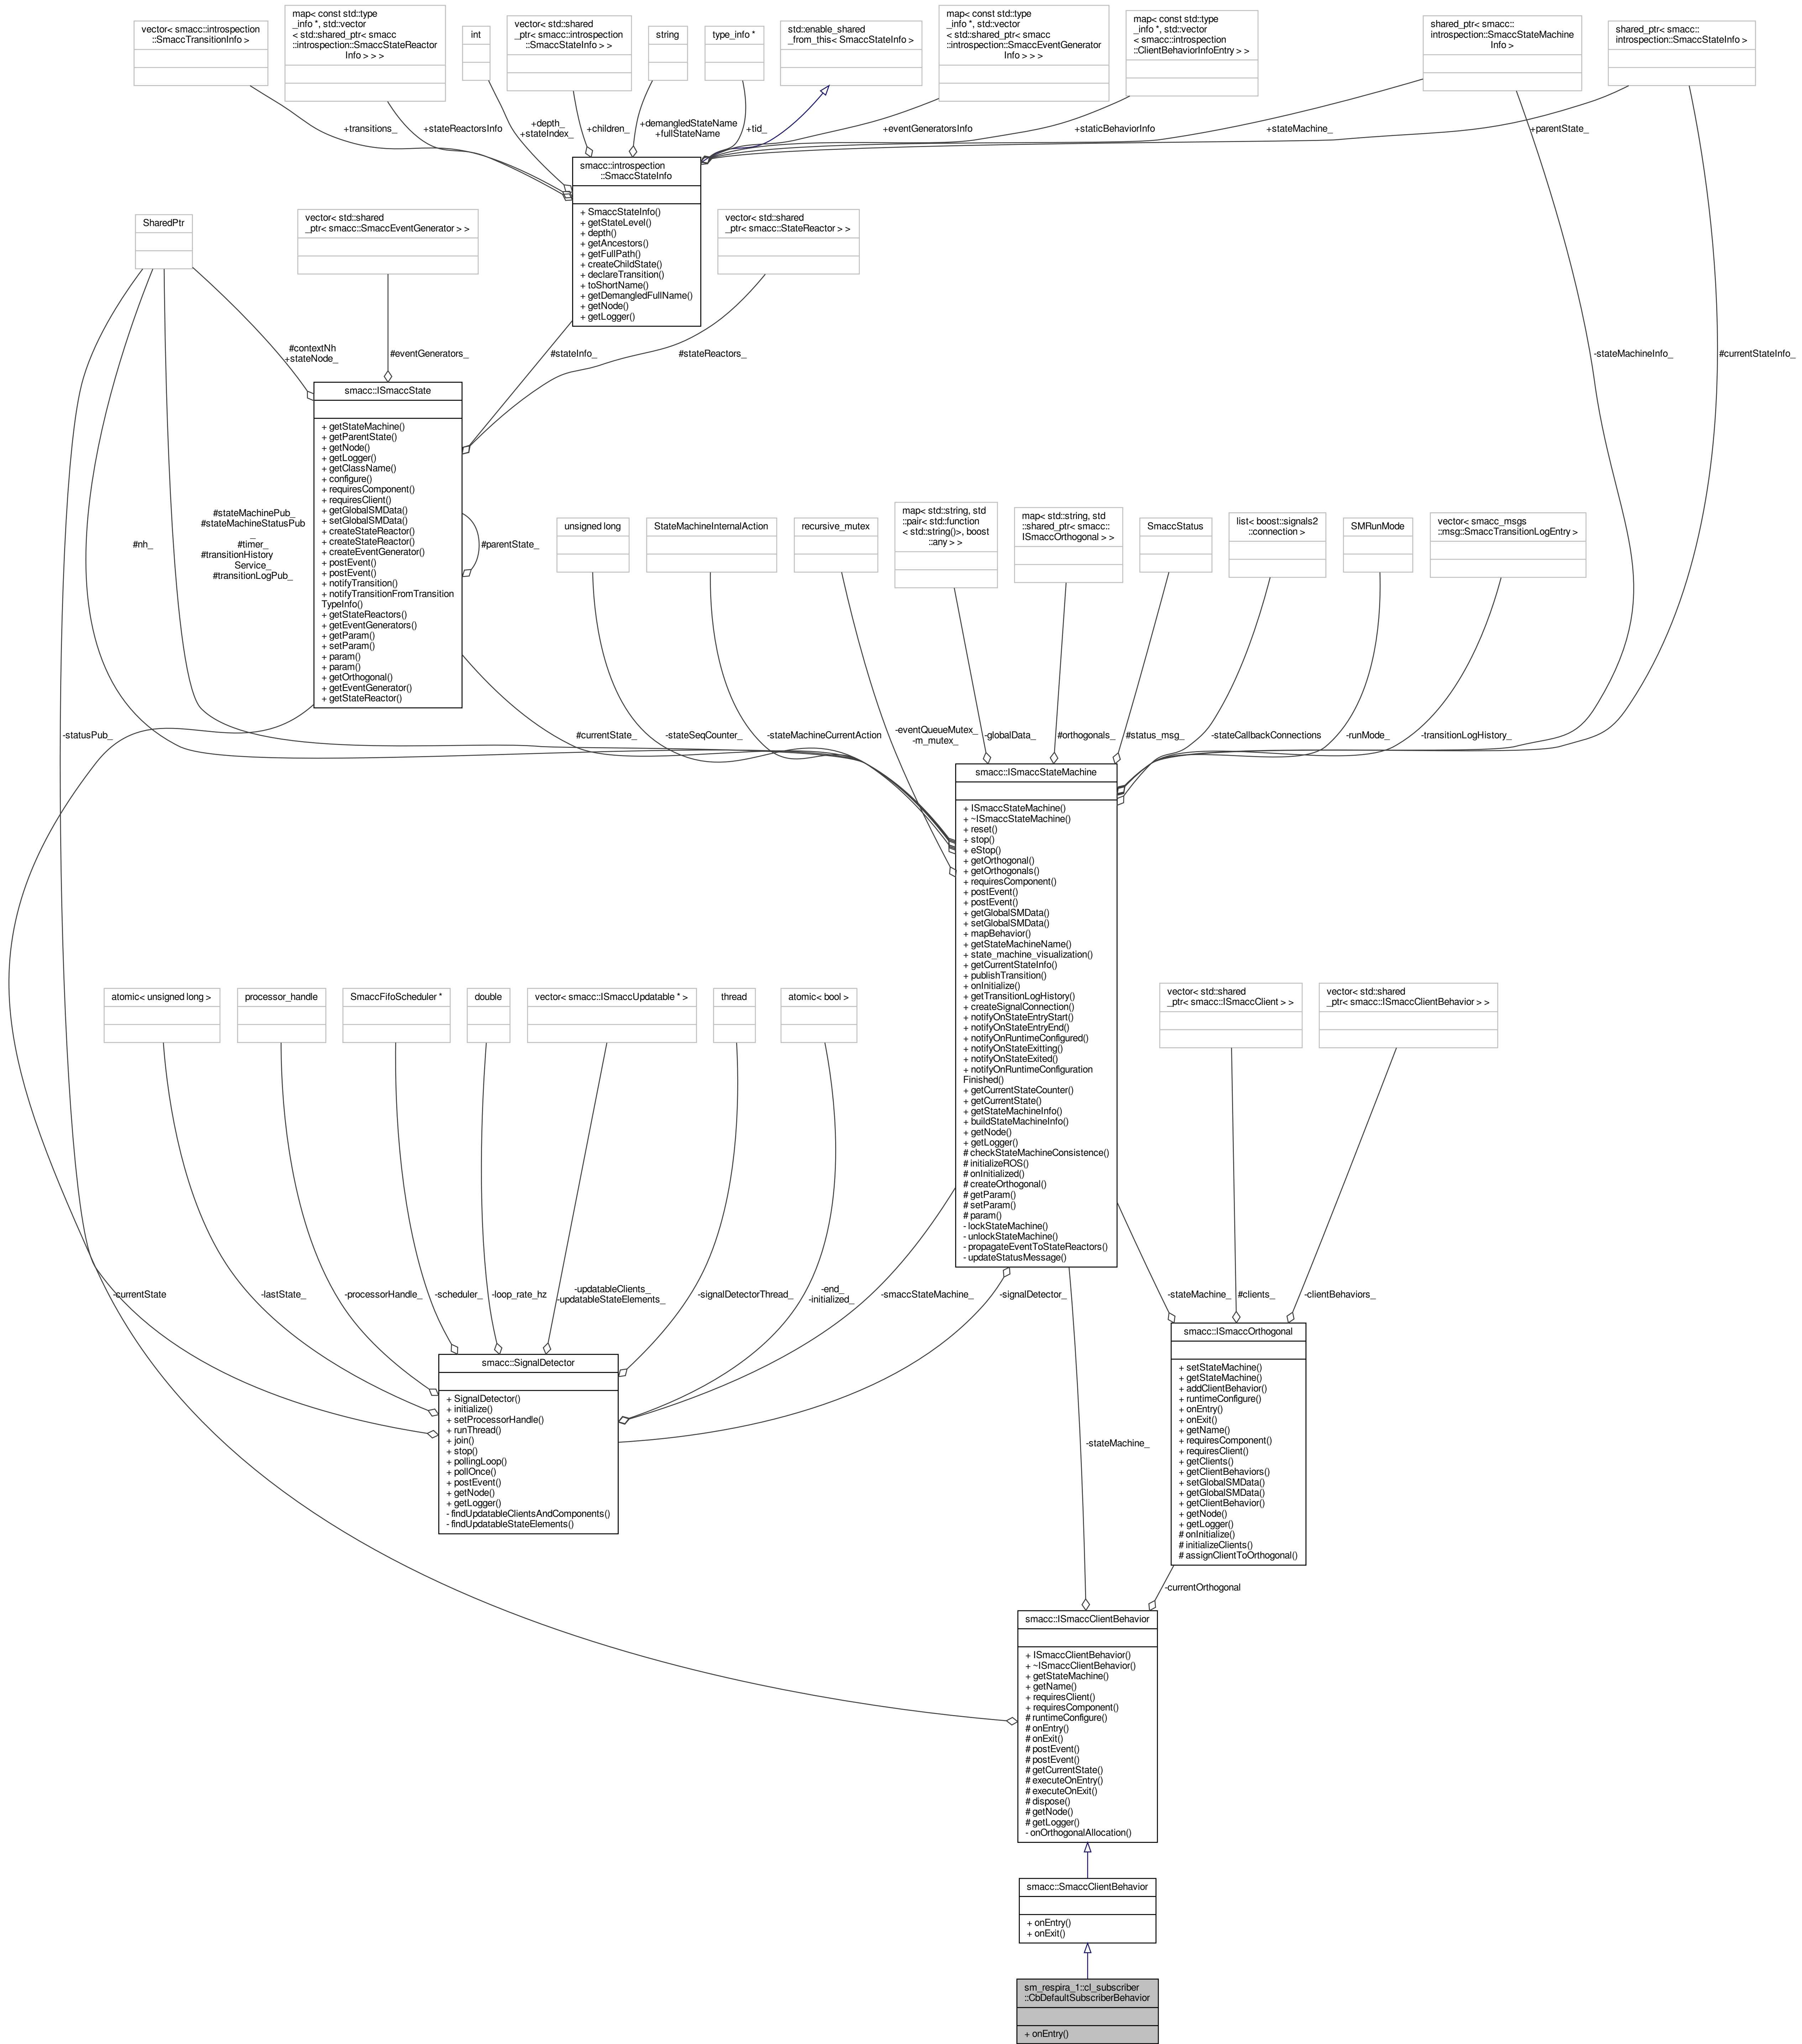 vector< smacc::introspection
::SmaccTransitionInfo >
map< const std::type
_info *, std::vector
< std::shared_ptr< smacc
::introspection::SmaccStateReactor
Info > > >
int
vector< std::shared
_ptr< smacc::introspection
::SmaccStateInfo > >
string
type_info *
std::enable_shared
_from_this< SmaccStateInfo >
map< const std::type
_info *, std::vector
< std::shared_ptr< smacc
::introspection::SmaccEventGenerator
Info > > >
map< const std::type
_info *, std::vector
< smacc::introspection
::ClientBehaviorInfoEntry > >
shared_ptr< smacc::
introspection::SmaccStateMachine
Info >
shared_ptr< smacc::
introspection::SmaccStateInfo >
+transitions_
+stateReactorsInfo
+depth_
+stateIndex_
+children_
+demangledStateName
+fullStateName
+tid_
+eventGeneratorsInfo
+staticBehaviorInfo
+stateMachine_
+parentState_
smacc::introspection
::SmaccStateInfo
+ SmaccStateInfo()
+ getStateLevel()
+ depth()
+ getAncestors()
+ getFullPath()
+ createChildState()
+ declareTransition()
+ toShortName()
+ getDemangledFullName()
+ getNode()
+ getLogger()
SharedPtr
vector< std::shared
_ptr< smacc::SmaccEventGenerator > >
vector< std::shared
_ptr< smacc::StateReactor > >
#contextNh
+stateNode_
#eventGenerators_
#stateInfo_
#stateReactors_
-stateMachineInfo_
#currentStateInfo_
smacc::ISmaccState
+ getStateMachine()
+ getParentState()
+ getNode()
+ getLogger()
+ getClassName()
+ configure()
+ requiresComponent()
+ requiresClient()
+ getGlobalSMData()
+ setGlobalSMData()
+ createStateReactor()
+ createStateReactor()
+ createEventGenerator()
+ postEvent()
+ postEvent()
+ notifyTransition()
+ notifyTransitionFromTransition
TypeInfo()
+ getStateReactors()
+ getEventGenerators()
+ getParam()
+ setParam()
+ param()
+ param()
+ getOrthogonal()
+ getEventGenerator()
+ getStateReactor()
#parentState_
#nh_
#stateMachinePub_
#stateMachineStatusPub
_
#timer_
#transitionHistory
Service_
#transitionLogPub_
unsigned long
StateMachineInternalAction
recursive_mutex
map< std::string, std
::pair< std::function
< std::string()>, boost
::any > >
map< std::string, std
::shared_ptr< smacc::
ISmaccOrthogonal > >
SmaccStatus
list< boost::signals2
::connection >
SMRunMode
vector< smacc_msgs
::msg::SmaccTransitionLogEntry >
-statusPub_
#currentState_
-stateSeqCounter_
-stateMachineCurrentAction
-eventQueueMutex_
-m_mutex_
-globalData_
#orthogonals_
#status_msg_
-stateCallbackConnections
-runMode_
-transitionLogHistory_
smacc::ISmaccStateMachine
+ ISmaccStateMachine()
+ ~ISmaccStateMachine()
+ reset()
+ stop()
+ eStop()
+ getOrthogonal()
+ getOrthogonals()
+ requiresComponent()
+ postEvent()
+ postEvent()
+ getGlobalSMData()
+ setGlobalSMData()
+ mapBehavior()
+ getStateMachineName()
+ state_machine_visualization()
+ getCurrentStateInfo()
+ publishTransition()
+ onInitialize()
+ getTransitionLogHistory()
+ createSignalConnection()
+ notifyOnStateEntryStart()
+ notifyOnStateEntryEnd()
+ notifyOnRuntimeConfigured()
+ notifyOnStateExitting()
+ notifyOnStateExited()
+ notifyOnRuntimeConfiguration
Finished()
+ getCurrentStateCounter()
+ getCurrentState()
+ getStateMachineInfo()
+ buildStateMachineInfo()
+ getNode()
+ getLogger()
# checkStateMachineConsistence()
# initializeROS()
# onInitialized()
# createOrthogonal()
# getParam()
# setParam()
# param()
- lockStateMachine()
- unlockStateMachine()
- propagateEventToStateReactors()
- updateStatusMessage()
atomic< unsigned long >
processor_handle
SmaccFifoScheduler *
double
vector< smacc::ISmaccUpdatable * >
thread
atomic< bool >
vector< std::shared
_ptr< smacc::ISmaccClient > >
vector< std::shared
_ptr< smacc::ISmaccClientBehavior > >
-currentState
-lastState_
-processorHandle_
-scheduler_
-loop_rate_hz
-updatableClients_
-updatableStateElements_
-signalDetectorThread_
-end_
-initialized_
-smaccStateMachine_
-signalDetector_
-stateMachine_
#clients_
-clientBehaviors_
smacc::SignalDetector
+ SignalDetector()
+ initialize()
+ setProcessorHandle()
+ runThread()
+ join()
+ stop()
+ pollingLoop()
+ pollOnce()
+ postEvent()
+ getNode()
+ getLogger()
- findUpdatableClientsAndComponents()
- findUpdatableStateElements()
-stateMachine_
smacc::ISmaccOrthogonal
+ setStateMachine()
+ getStateMachine()
+ addClientBehavior()
+ runtimeConfigure()
+ onEntry()
+ onExit()
+ getName()
+ requiresComponent()
+ requiresClient()
+ getClients()
+ getClientBehaviors()
+ setGlobalSMData()
+ getGlobalSMData()
+ getClientBehavior()
+ getNode()
+ getLogger()
# onInitialize()
# initializeClients()
# assignClientToOrthogonal()
-currentOrthogonal
smacc::ISmaccClientBehavior
+ ISmaccClientBehavior()
+ ~ISmaccClientBehavior()
+ getStateMachine()
+ getName()
+ requiresClient()
+ requiresComponent()
# runtimeConfigure()
# onEntry()
# onExit()
# postEvent()
# postEvent()
# getCurrentState()
# executeOnEntry()
# executeOnExit()
# dispose()
# getNode()
# getLogger()
- onOrthogonalAllocation()
smacc::SmaccClientBehavior
+ onEntry()
+ onExit()
sm_respira_1::cl_subscriber
::CbDefaultSubscriberBehavior
+ onEntry()